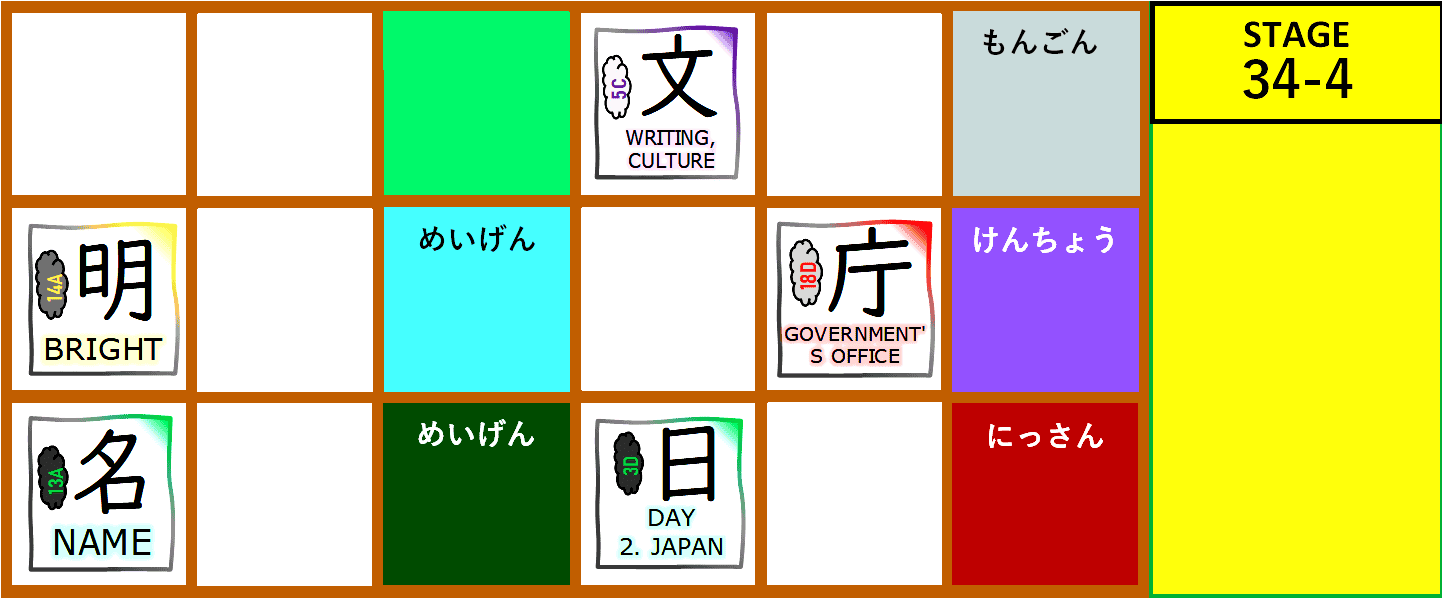 5C
文
WRITING,
CULTURE
もんごん
STAGE
34-4
14A
明
BRIGHT
めいげん
18D
庁
GOVERNMENT'
S OFFICE
けんちょう
13A
名
NAME
めいげん
3D
日
DAY
2. JAPAN
にっさん